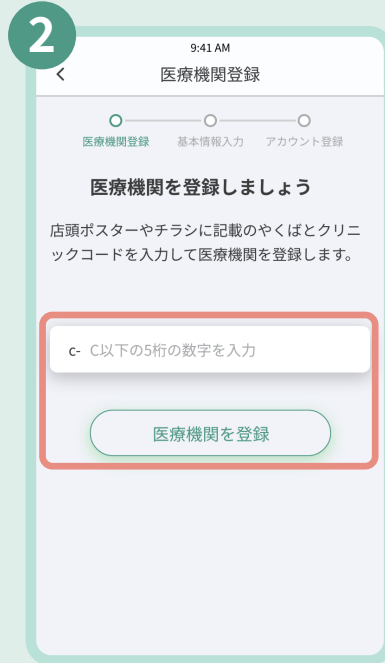 2
9:41 AM
医療機関登録
医療機関登録 基本情報入力 アカウント登録
医療機関を登録しましょう
店頭ポスターやチラシに記載のやくばとクリニ
ックコードを入力して医療機関を登録します。
c- C以下の5桁の数字を入力
医療機関を登録